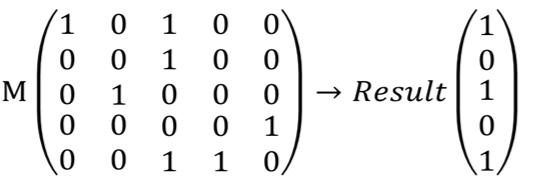 1 0 1 0 0 1
0 0 1 0 0 0
M 0 1 0 0 0 → Result 1
0 0 0 0 1 0
0 0 1 1 0 1